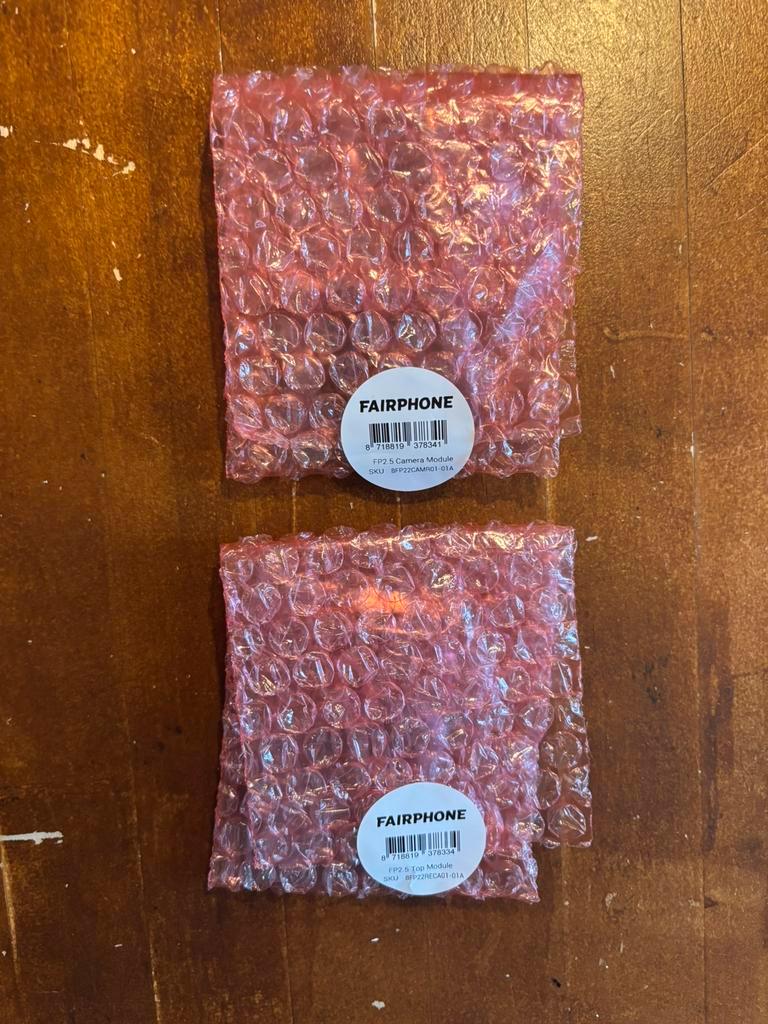 FAIRPHONE
8 718819 378341
FP2.5 Camera Module
SKU 8FP22CAMR01-01A
FAIRPHONE
8 718819 378334
FP2.5 Top Module
SKU 8FP22RECA01-01A